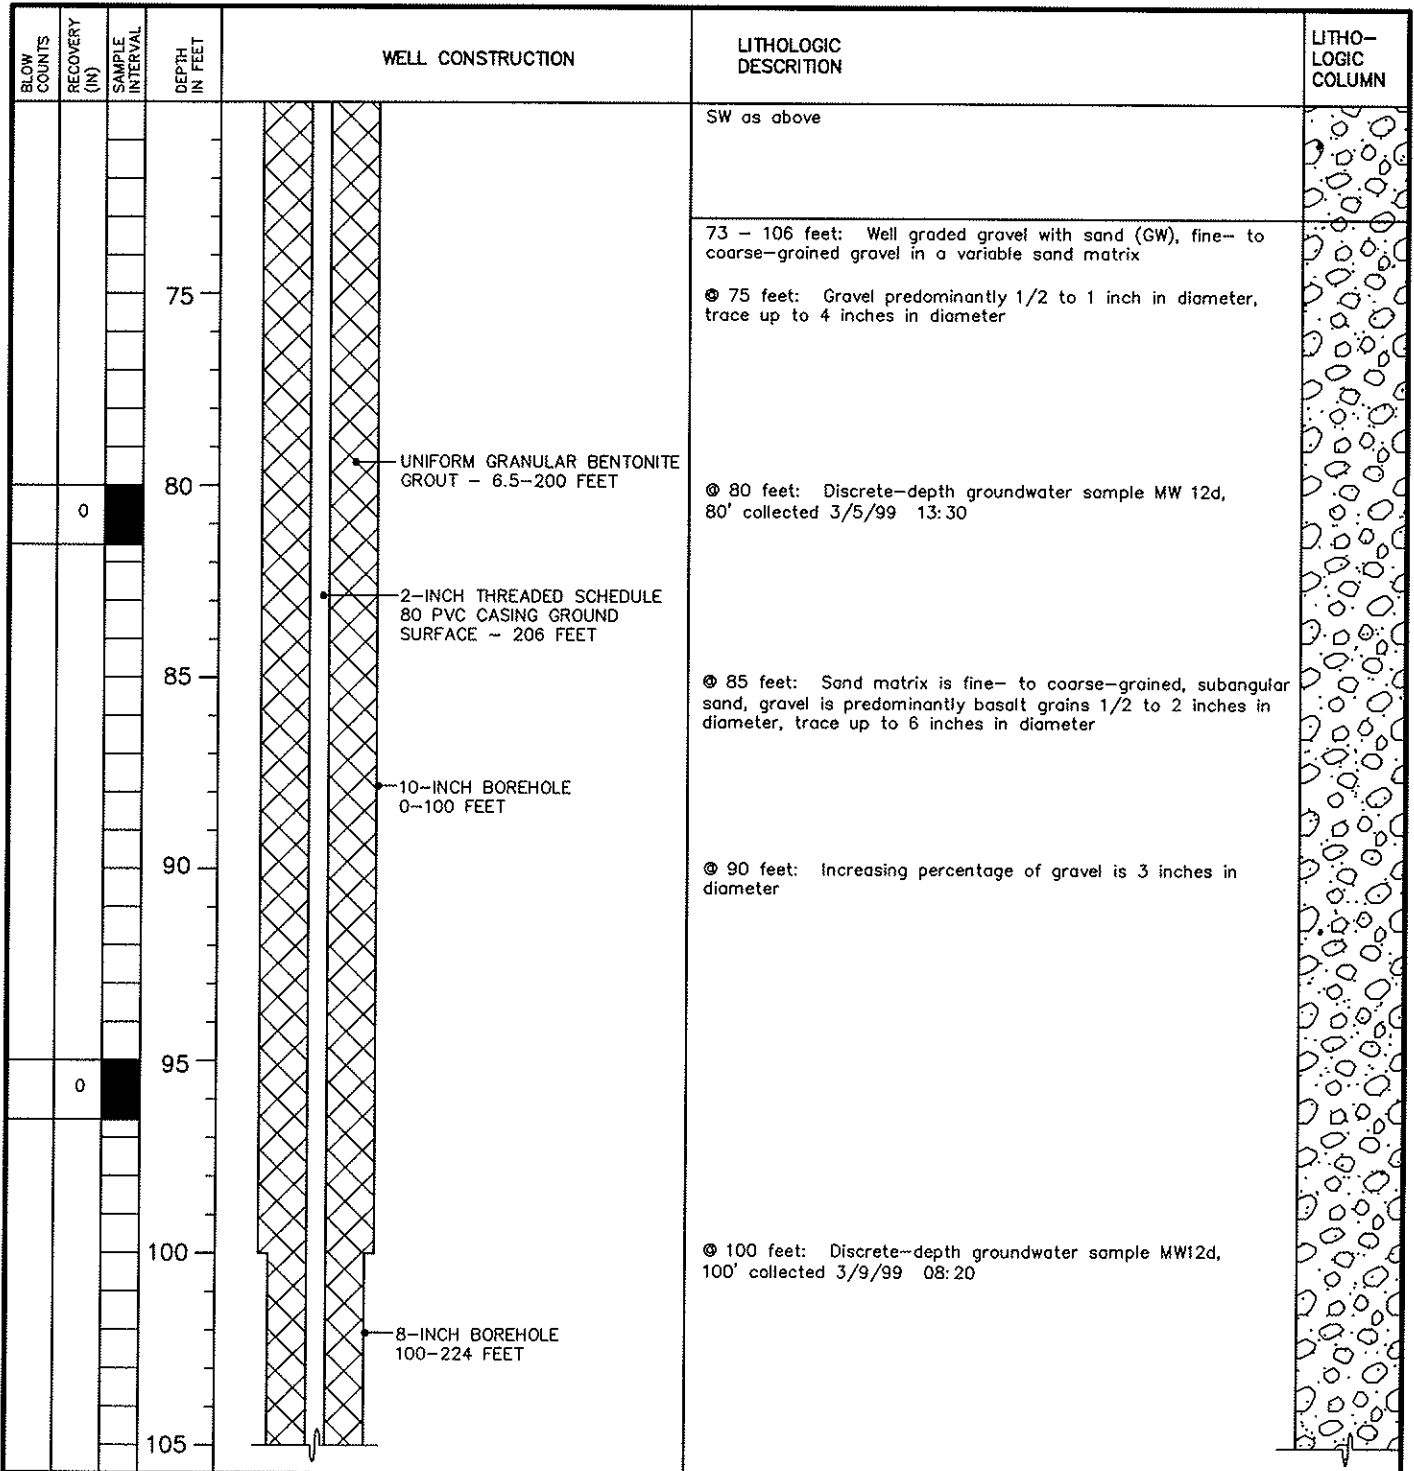 BLOW
COUNTS
RECOVERY
(IN)
SAMPLE
INTERVAL
DEPTH
IN FEET
WELL CONSTRUCTION
LITHOLOGIC
DESCRITION
LITHO-
LOGIC
COLUMN
SW as above
73 - 106 feet: Well graded gravel with sand (GW), fine- to
coarse-grained gravel in a variable sand matrix
75
@ 75 feet: Gravel predominantly 1/2 to 1 inch in diameter,
trace up to 4 inches in diameter
UNIFORM GRANULAR BENTONITE
GROUT - 6.5-200 FEET
80
0
@ 80 feet: Discrete-depth groundwater sample MW 12d,
80' collected 3/5/99 13:30
2-INCH THREADED SCHEDULE
80 PVC CASING GROUND
SURFACE - 206 FEET
85
@ 85 feet: Sand matrix is fine- to coarse-grained, subangular
sand, gravel is predominantly basalt grains 1/2 to 2 inches in
diameter, trace up to 6 inches in diameter
10-INCH BOREHOLE
0-100 FEET
90
@ 90 feet: Increasing percentage of gravel is 3 inches in
diameter
95
0
100
@ 100 feet: Discrete-depth groundwater sample MW12d,
100' collected 3/9/99 08:20
8-INCH BOREHOLE
100-224 FEET
105